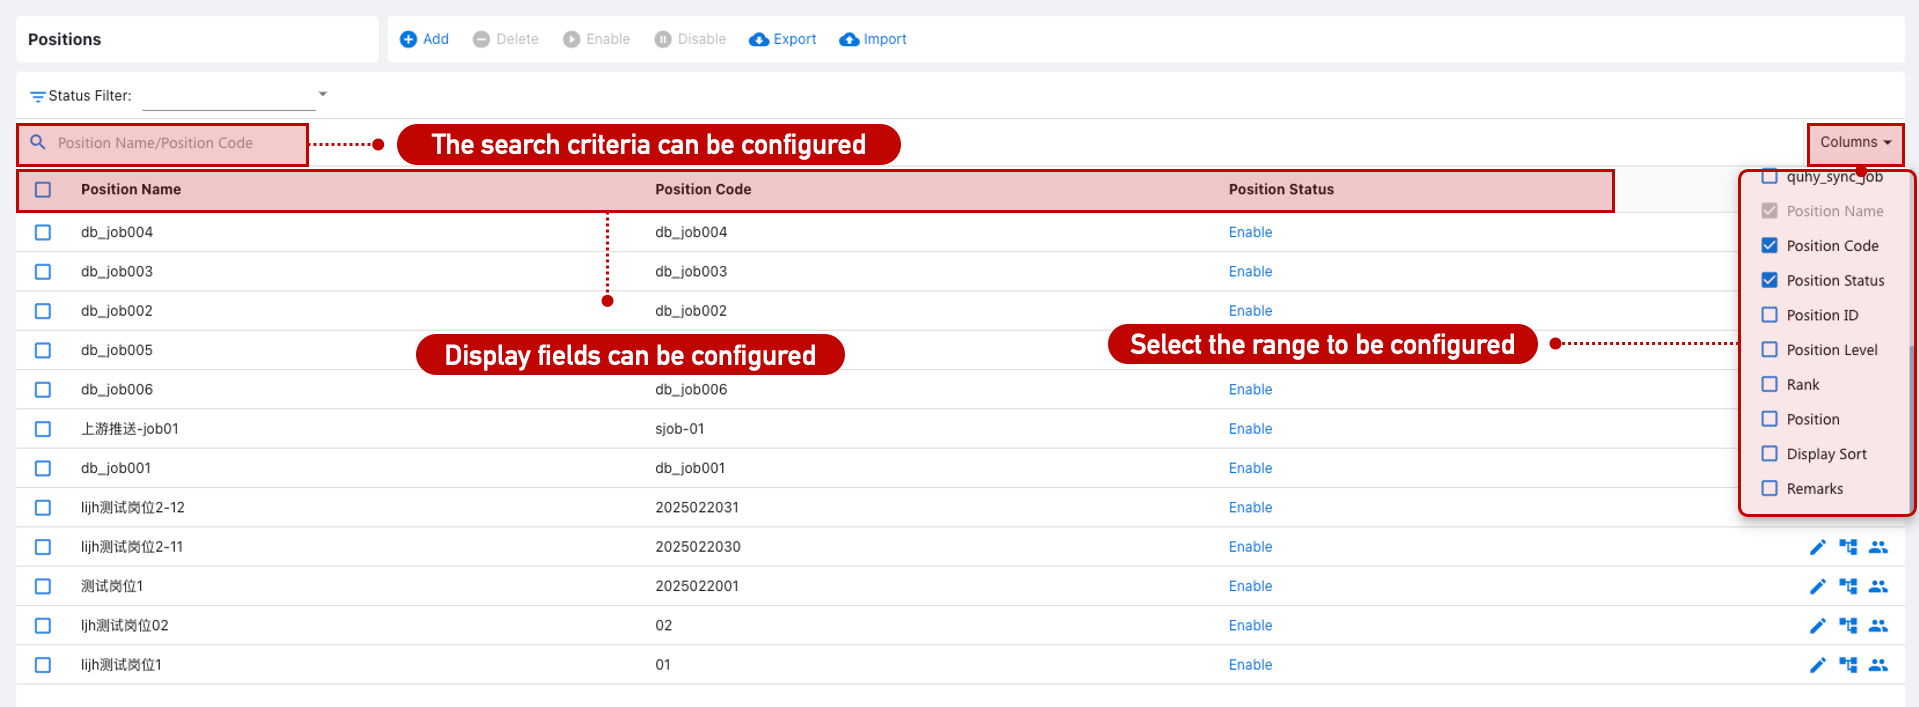 Positions
Add Delete Enable Disable Export Import
Status Filter:
Position Name/Position Code
The search criteria can be configured
Columns
Position Name Position Code Position Status
quhy_sync_job
Position Name
Position Code
Position Status
Position ID
Position Level
Rank
Position
Display Sort
Remarks
db_job004 db_job004 Enable
db_job003 db_job003 Enable
db_job002 db_job002 Enable
db_job005
Display fields can be configured
Select the range to be configured
db_job006 db_job006 Enable
上游推送-job01 sjob-01 Enable
db_job001 db_job001 Enable
lijh测试岗位2-12 2025022031 Enable
lijh测试岗位2-11 2025022030 Enable
测试岗位1 2025022001 Enable
ljh测试岗位02 02 Enable
lijh测试岗位1 01 Enable